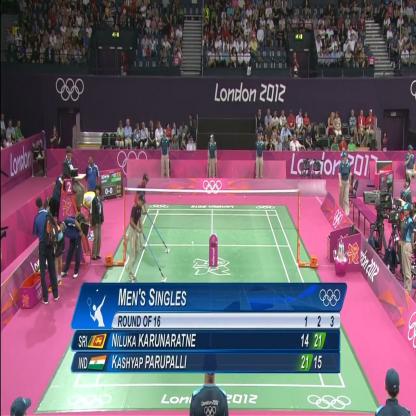 London 2012
London
London 2012
MEN'S SINGLES
ROUND OF 16 1 2 3
SRI NILUKA KARUNARATNE 14 21
IND KASHYAP PARUPALLI 21 15
London 2012